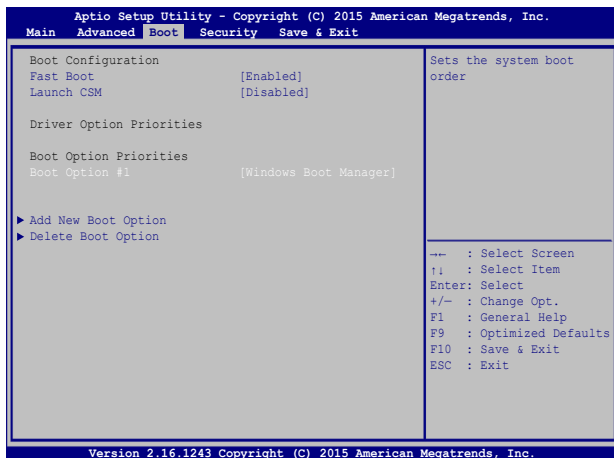 Aptio Setup Utility - Copyright (C) 2015 American Megatrends, Inc.
Main Advanced Boot Security Save & Exit
Boot Configuration
Fast Boot [Enabled]
Launch CSM [Disabled]
Driver Option Priorities
Boot Option Priorities
Boot Option #1 [Windows Boot Manager]
► Add New Boot Option
► Delete Boot Option
Sets the system boot
order
→← : Select Screen
↑↓ : Select Item
Enter: Select
+/— : Change Opt.
F1 : General Help
F9 : Optimized Defaults
F10 : Save & Exit
ESC : Exit
Version 2.16.1243 Copyright (C) 2015 American Megatrends, Inc.